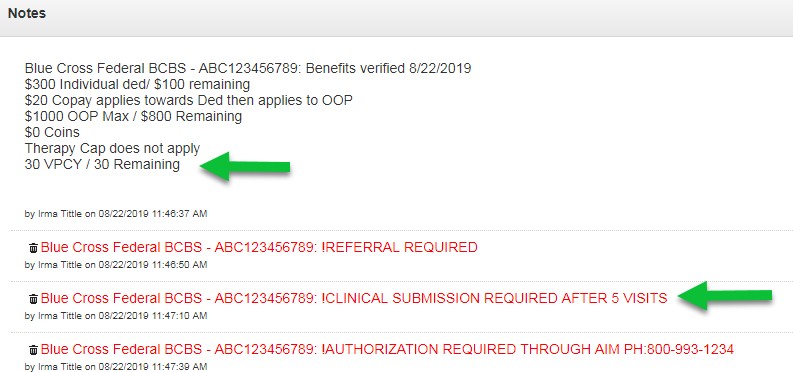 Notes
Blue Cross Federal BCBS - ABC123456789: Benefits verified 8/22/2019
$300 Individual ded/ $100 remaining
$20 Copay applies towards Ded then applies to OOP
$1000 OOP Max / $800 Remaining
$0 Coins
Therapy Cap does not apply
30 VPCY / 30 Remaining
by Irma Tittle on 08/22/2019 11:46:37 AM
Blue Cross Federal BCBS - ABC123456789: !REFERRAL REQUIRED
by Irma Tittle on 08/22/2019 11:46:50 AM
Blue Cross Federal BCBS - ABC123456789: !CLINICAL SUBMISSION REQUIRED AFTER 5 VISITS
by Irma Tittle on 08/22/2019 11:47:10 AM
Blue Cross Federal BCBS - ABC123456789: !AUTHORIZATION REQUIRED THROUGH AIM PH:800-993-1234
by Irma Tittle on 08/22/2019 11:47:39 AM